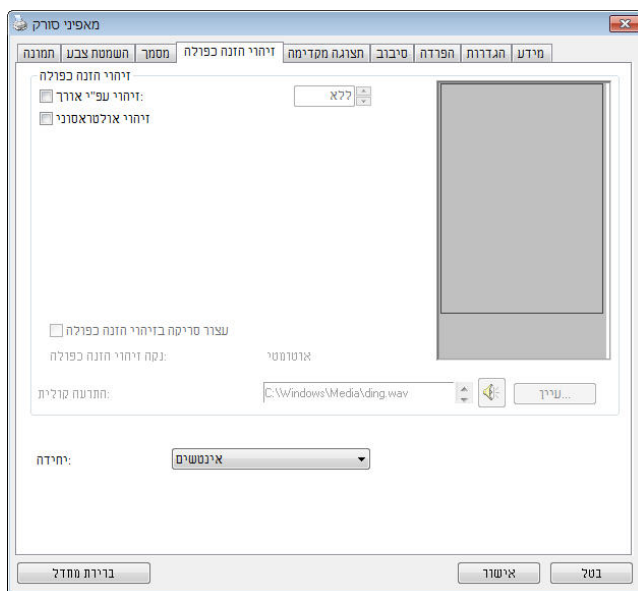 מאפיני סורק
תמונה השמטת צבע מסמך זיהוי הזנה כפולה תצוגה מקדימה סיבוב הפרדה הגדרות מידע
זיהוי הזנה כפולה
זיהוי עפ"י אורך: ללא
זיהוי אולטראסוני
עצור סריקה בזיהוי הזנה כפולה
נקה זיהוי הזנה כפולה: אוטומטי
התרעה קולית: C:\Windows\Media\ding.wav עיין...
יחידה: אינטשים
ברירת מחדל אישור בטל